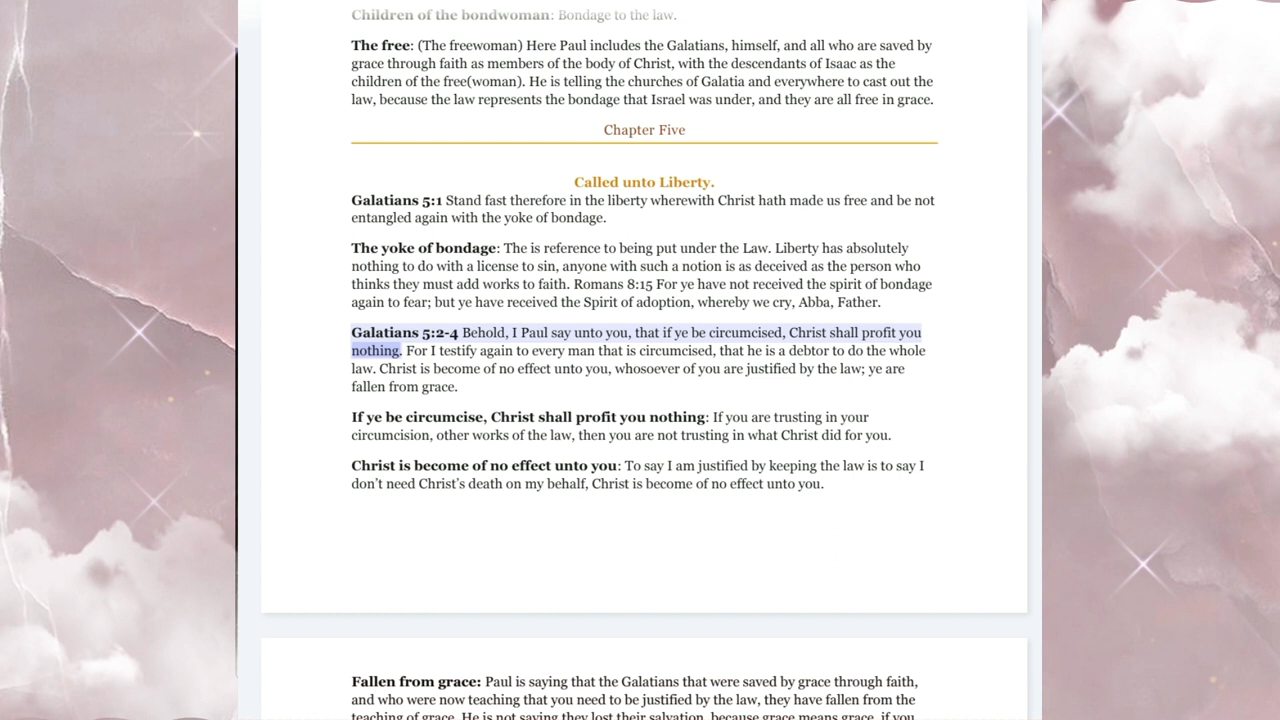 Children of the bondwoman: Bondage to the law.
The free: (The freewoman) Here Paul includes the Galatians, himself, and all who are saved by
grace through faith as members of the body of Christ, with the descendants of Isaac as the
children of the free(woman). He is telling the churches of Galatia and everywhere to cast out the
law, because the law represents the bondage that Israel was under, and they are all free in grace.
Chapter Five
Called unto Liberty.
Galatians 5:1 Stand fast therefore in the liberty wherewith Christ hath made us free and be not
entangled again with the yoke of bondage.
The yoke of bondage: The is reference to being put under the Law. Liberty has absolutely
nothing to do with a license to sin, anyone with such a notion is as deceived as the person who
thinks they must add works to faith. Romans 8:15 For ye have not received the spirit of bondage
again to fear; but ye have received the Spirit of adoption, whereby we cry, Abba, Father.
Galatians 5:2-4 Behold, I Paul say unto you, that if ye be circumcised, Christ shall profit you
nothing. For I testify again to every man that is circumcised, that he is a debtor to do the whole
law. Christ is become of no effect unto you, whosoever of you are justified by the law; ye are
fallen from grace.
If ye be circumcise, Christ shall profit you nothing: If you are trusting in your
circumcision, other works of the law, then you are not trusting in what Christ did for you.
Christ is become of no effect unto you: To say I am justified by keeping the law is to say I
don't need Christ's death on my behalf, Christ is become of no effect unto you.
Fallen from grace: Paul is saying that the Galatians that were saved by grace through faith,
and who were now teaching that you need to be justified by the law, they have fallen from the
teaching of grace. He is not saying they lost their salvation, because grace means grace, if you